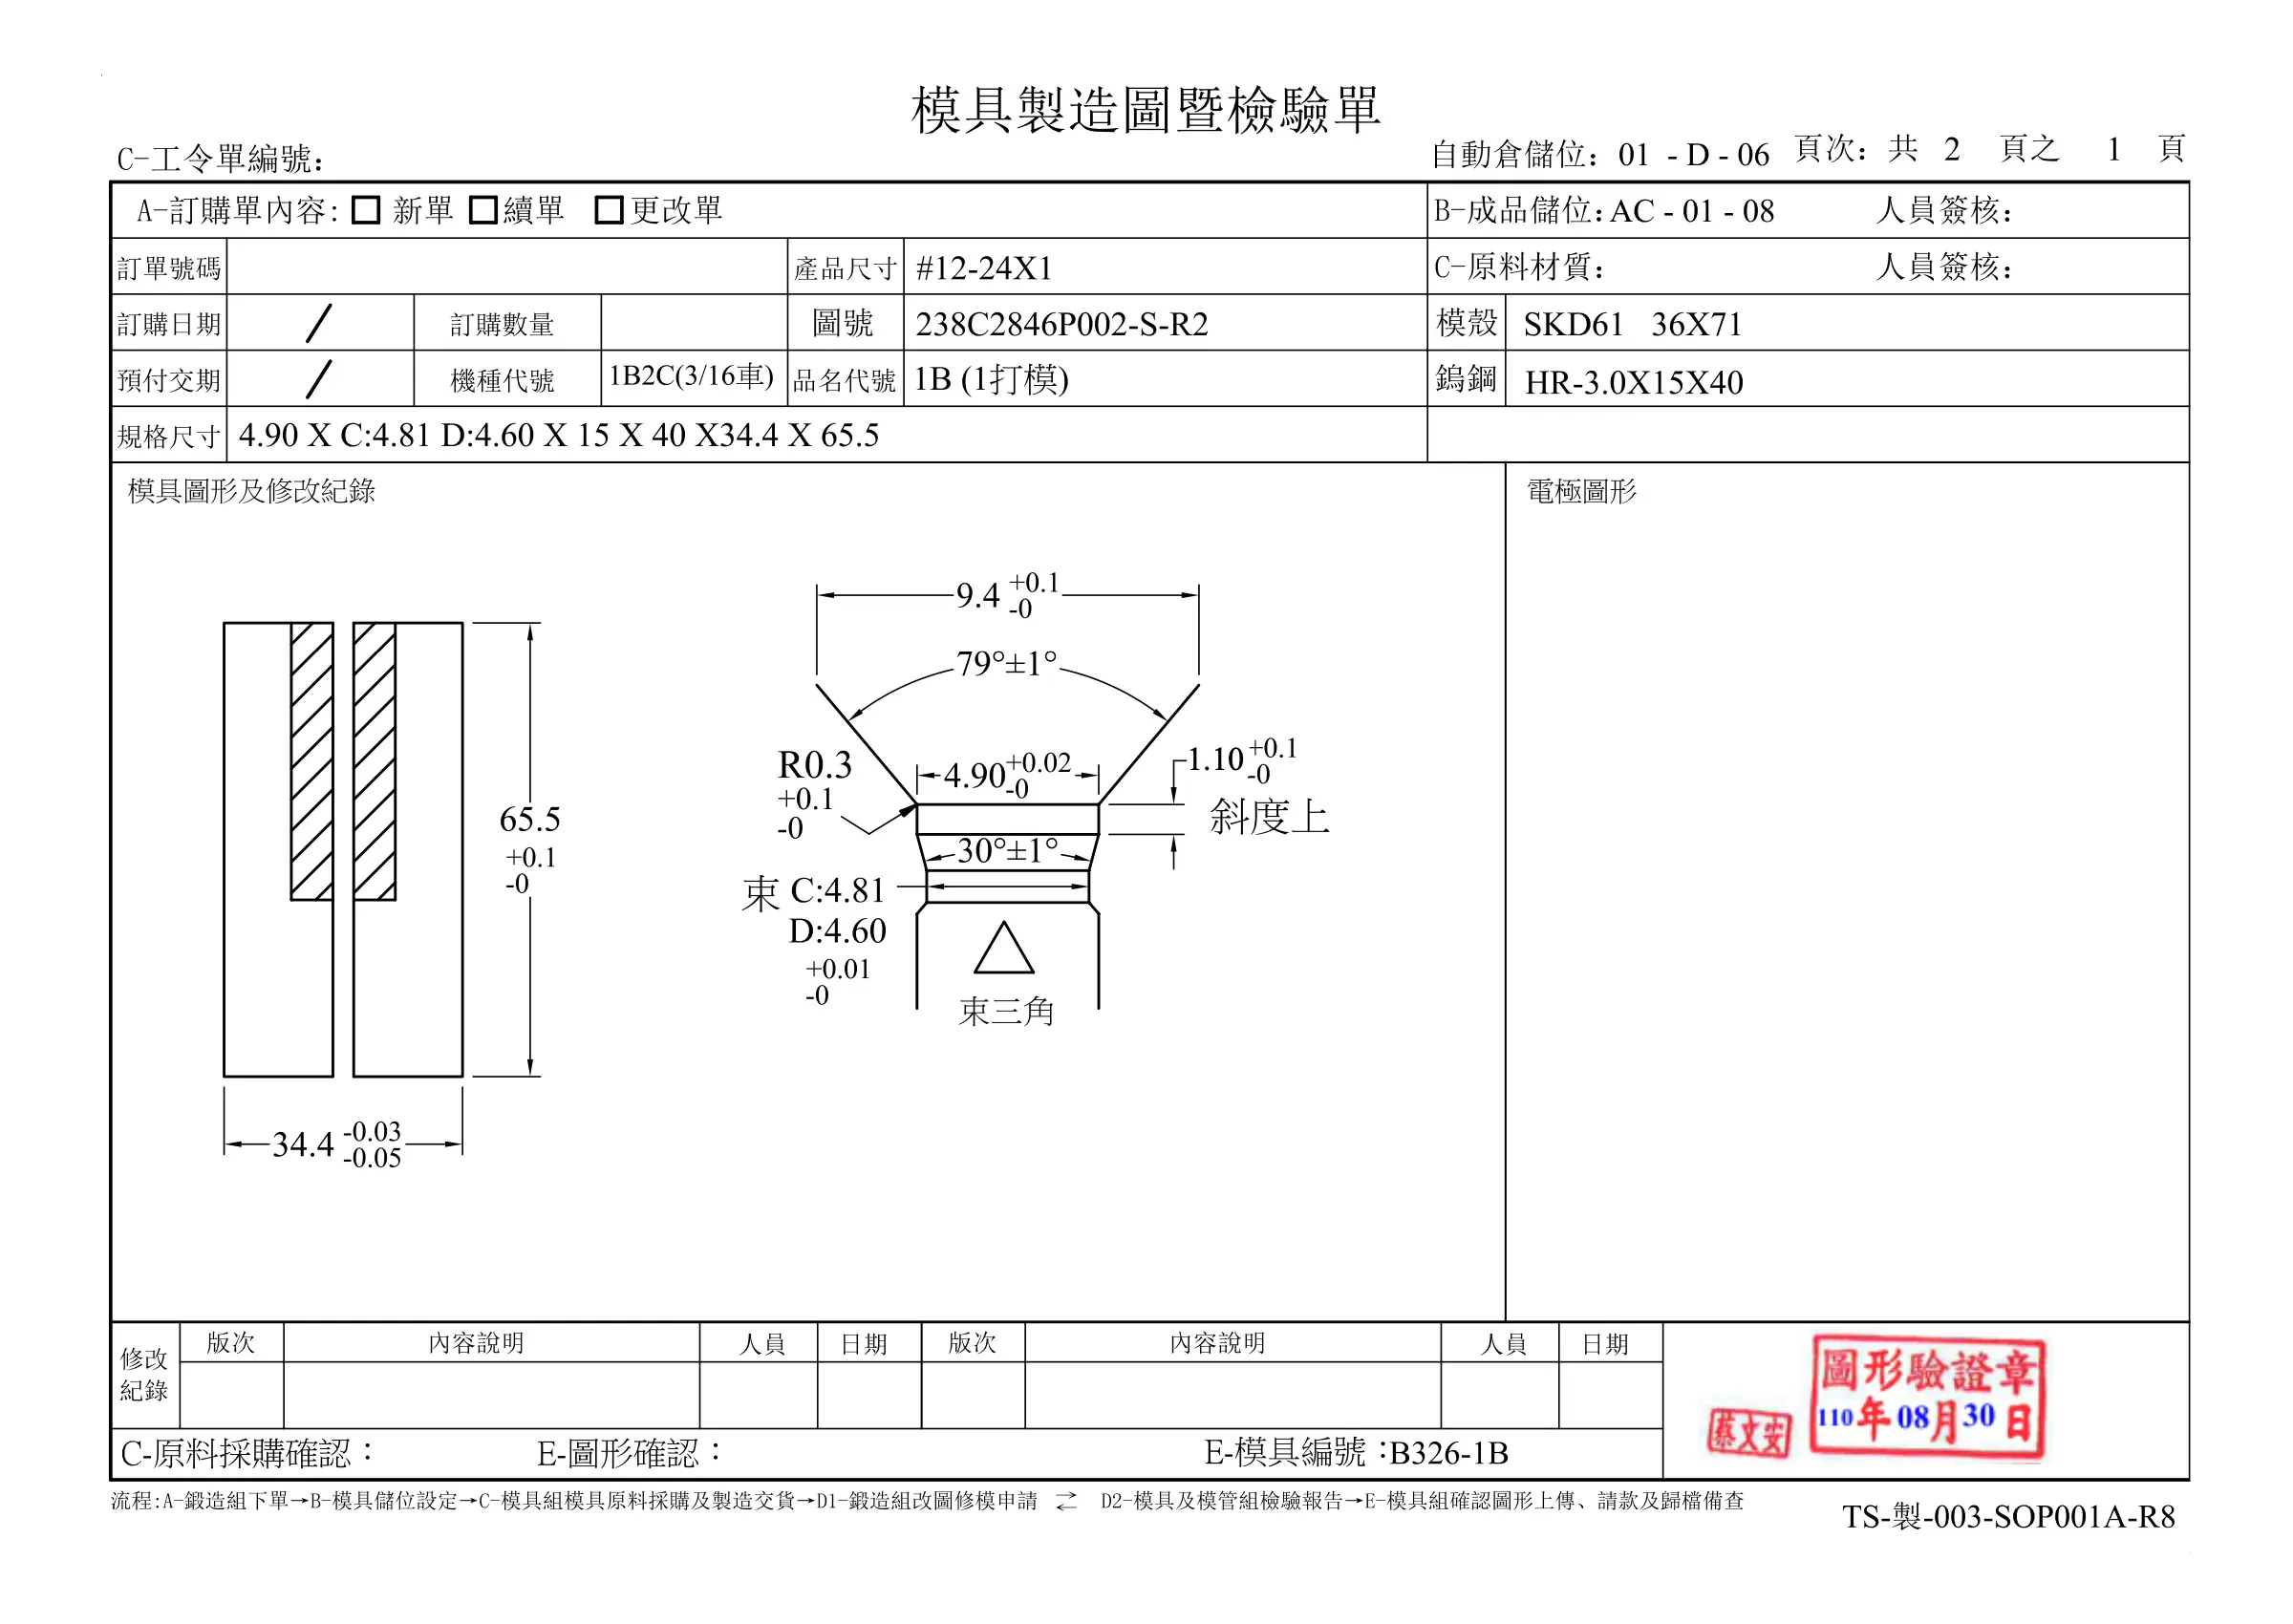 模具製造圖暨檢驗單
C-工令單編號:
自動倉儲位: 01 - D - 06 頁次: 共 2 頁之 1 頁
A-訂購單內容: □ 新單 □ 續單 □ 更改單
B-成品儲位: AC - 01 - 08 人員簽核:
訂單號碼 產品尺寸 #12-24X1
C-原料材質: 人員簽核:
訂購日期 / 訂購數量 圖號 238C2846P002-S-R2
模殼 SKD61 36X71
預付交期 / 機種代號 1B2C(3/16車) 品名代號 1B (1打模)
鎢鋼 HR-3.0X15X40
規格尺寸 4.90 X C:4.81 D:4.60 X 15 X 40 X34.4 X 65.5
模具圖形及修改紀錄
電極圖形
9.4 +0.1
-0
79°±1°
R0.3
+0.1
-0
4.90 +0.02
-0
1.10 +0.1
-0
斜度上
65.5
+0.1
-0
30°±1°
束 C:4.81
D:4.60
+0.01
-0
束三角
34.4 -0.03
-0.05
修改
紀錄
版次 內容說明 人員 日期 版次 內容說明 人員 日期
圖形驗證章
110年08月30日
蔡文安
C-原料採購確認: E-圖形確認: E-模具編號:B326-1B
流程:A-鍛造組下單→B-模具儲位設定→C-模具組模具原料採購及製造交貨→D1-鍛造組改圖修模申請 ⇄ D2-模具及模管組檢驗報告→E-模具組確認圖形上傳、請款及歸檔備查
TS-製-003-SOP001A-R8